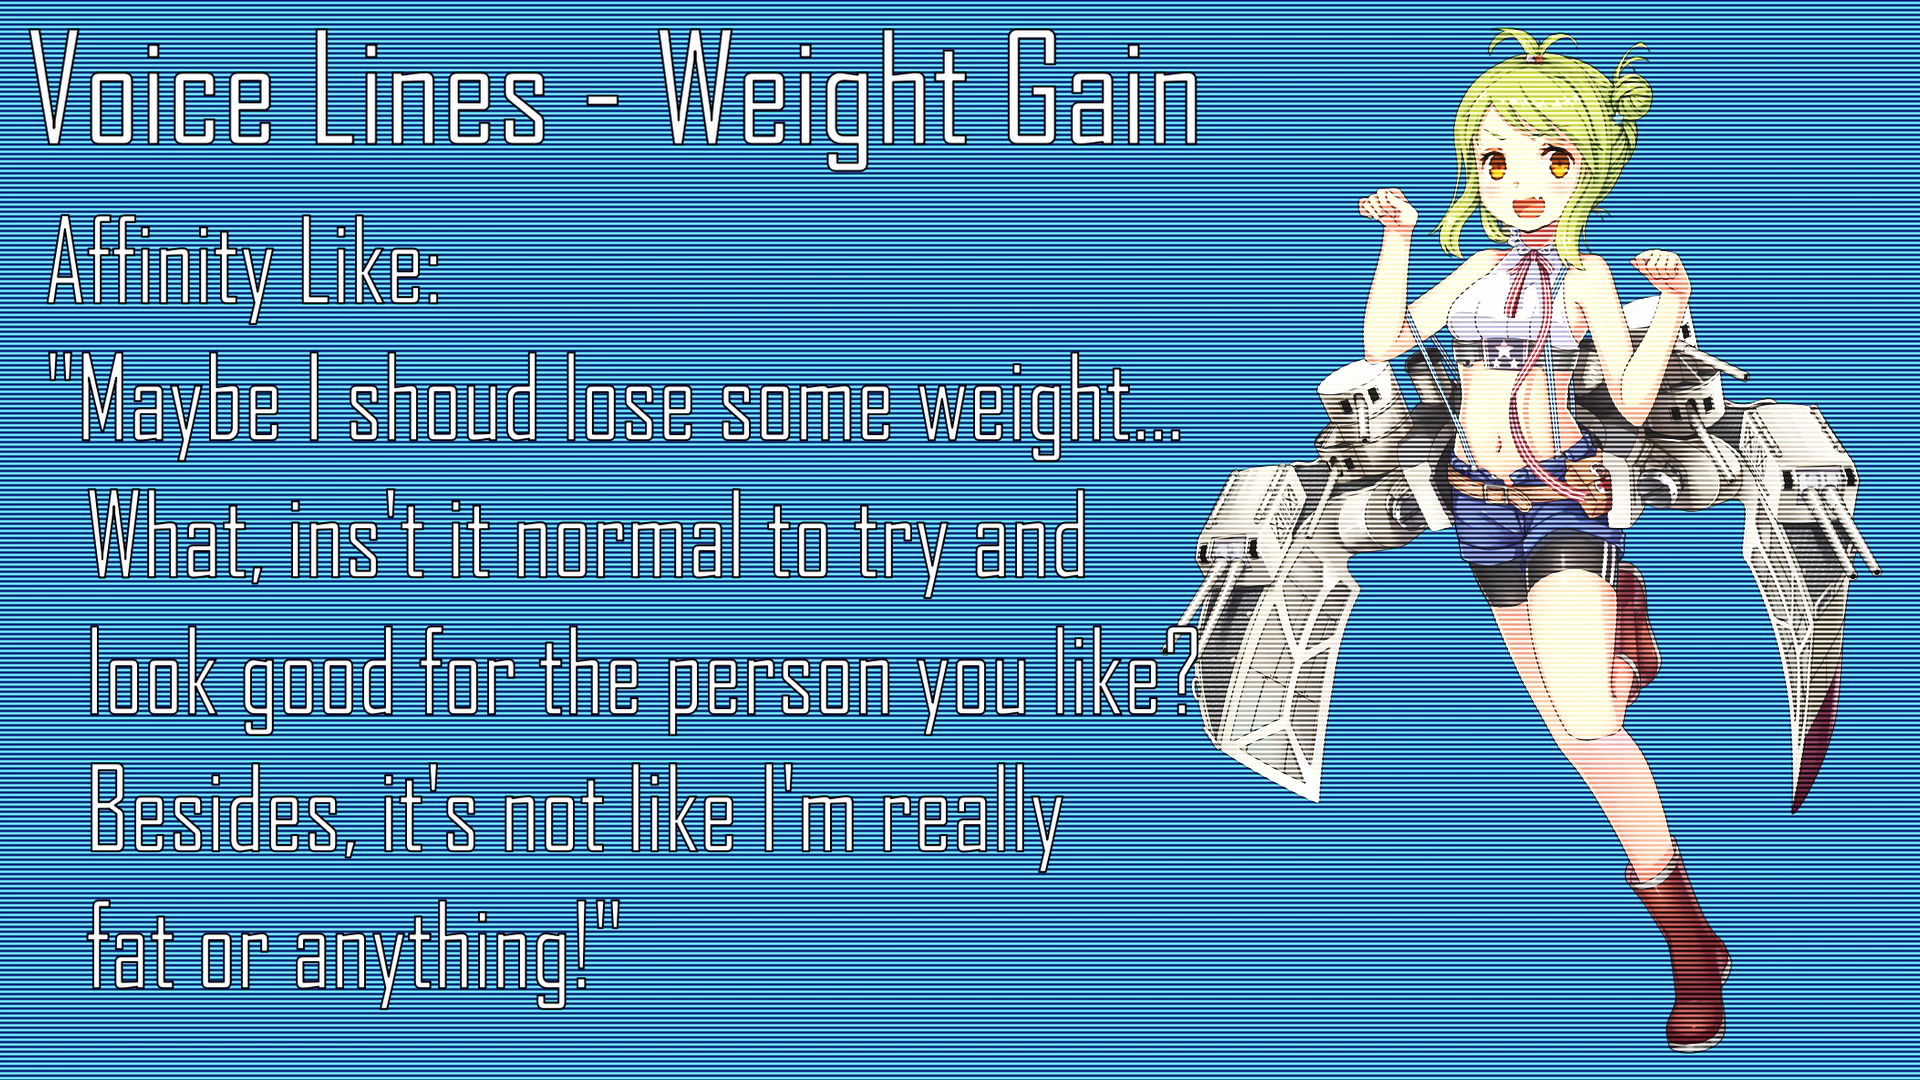 Voice Lines - Weight Gain
Affinity Like:
"Maybe I shoud lose some weight...
What, ins't it normal to try and
look good for the person you like?
Besides, it's not like I'm really
fat or anything!"